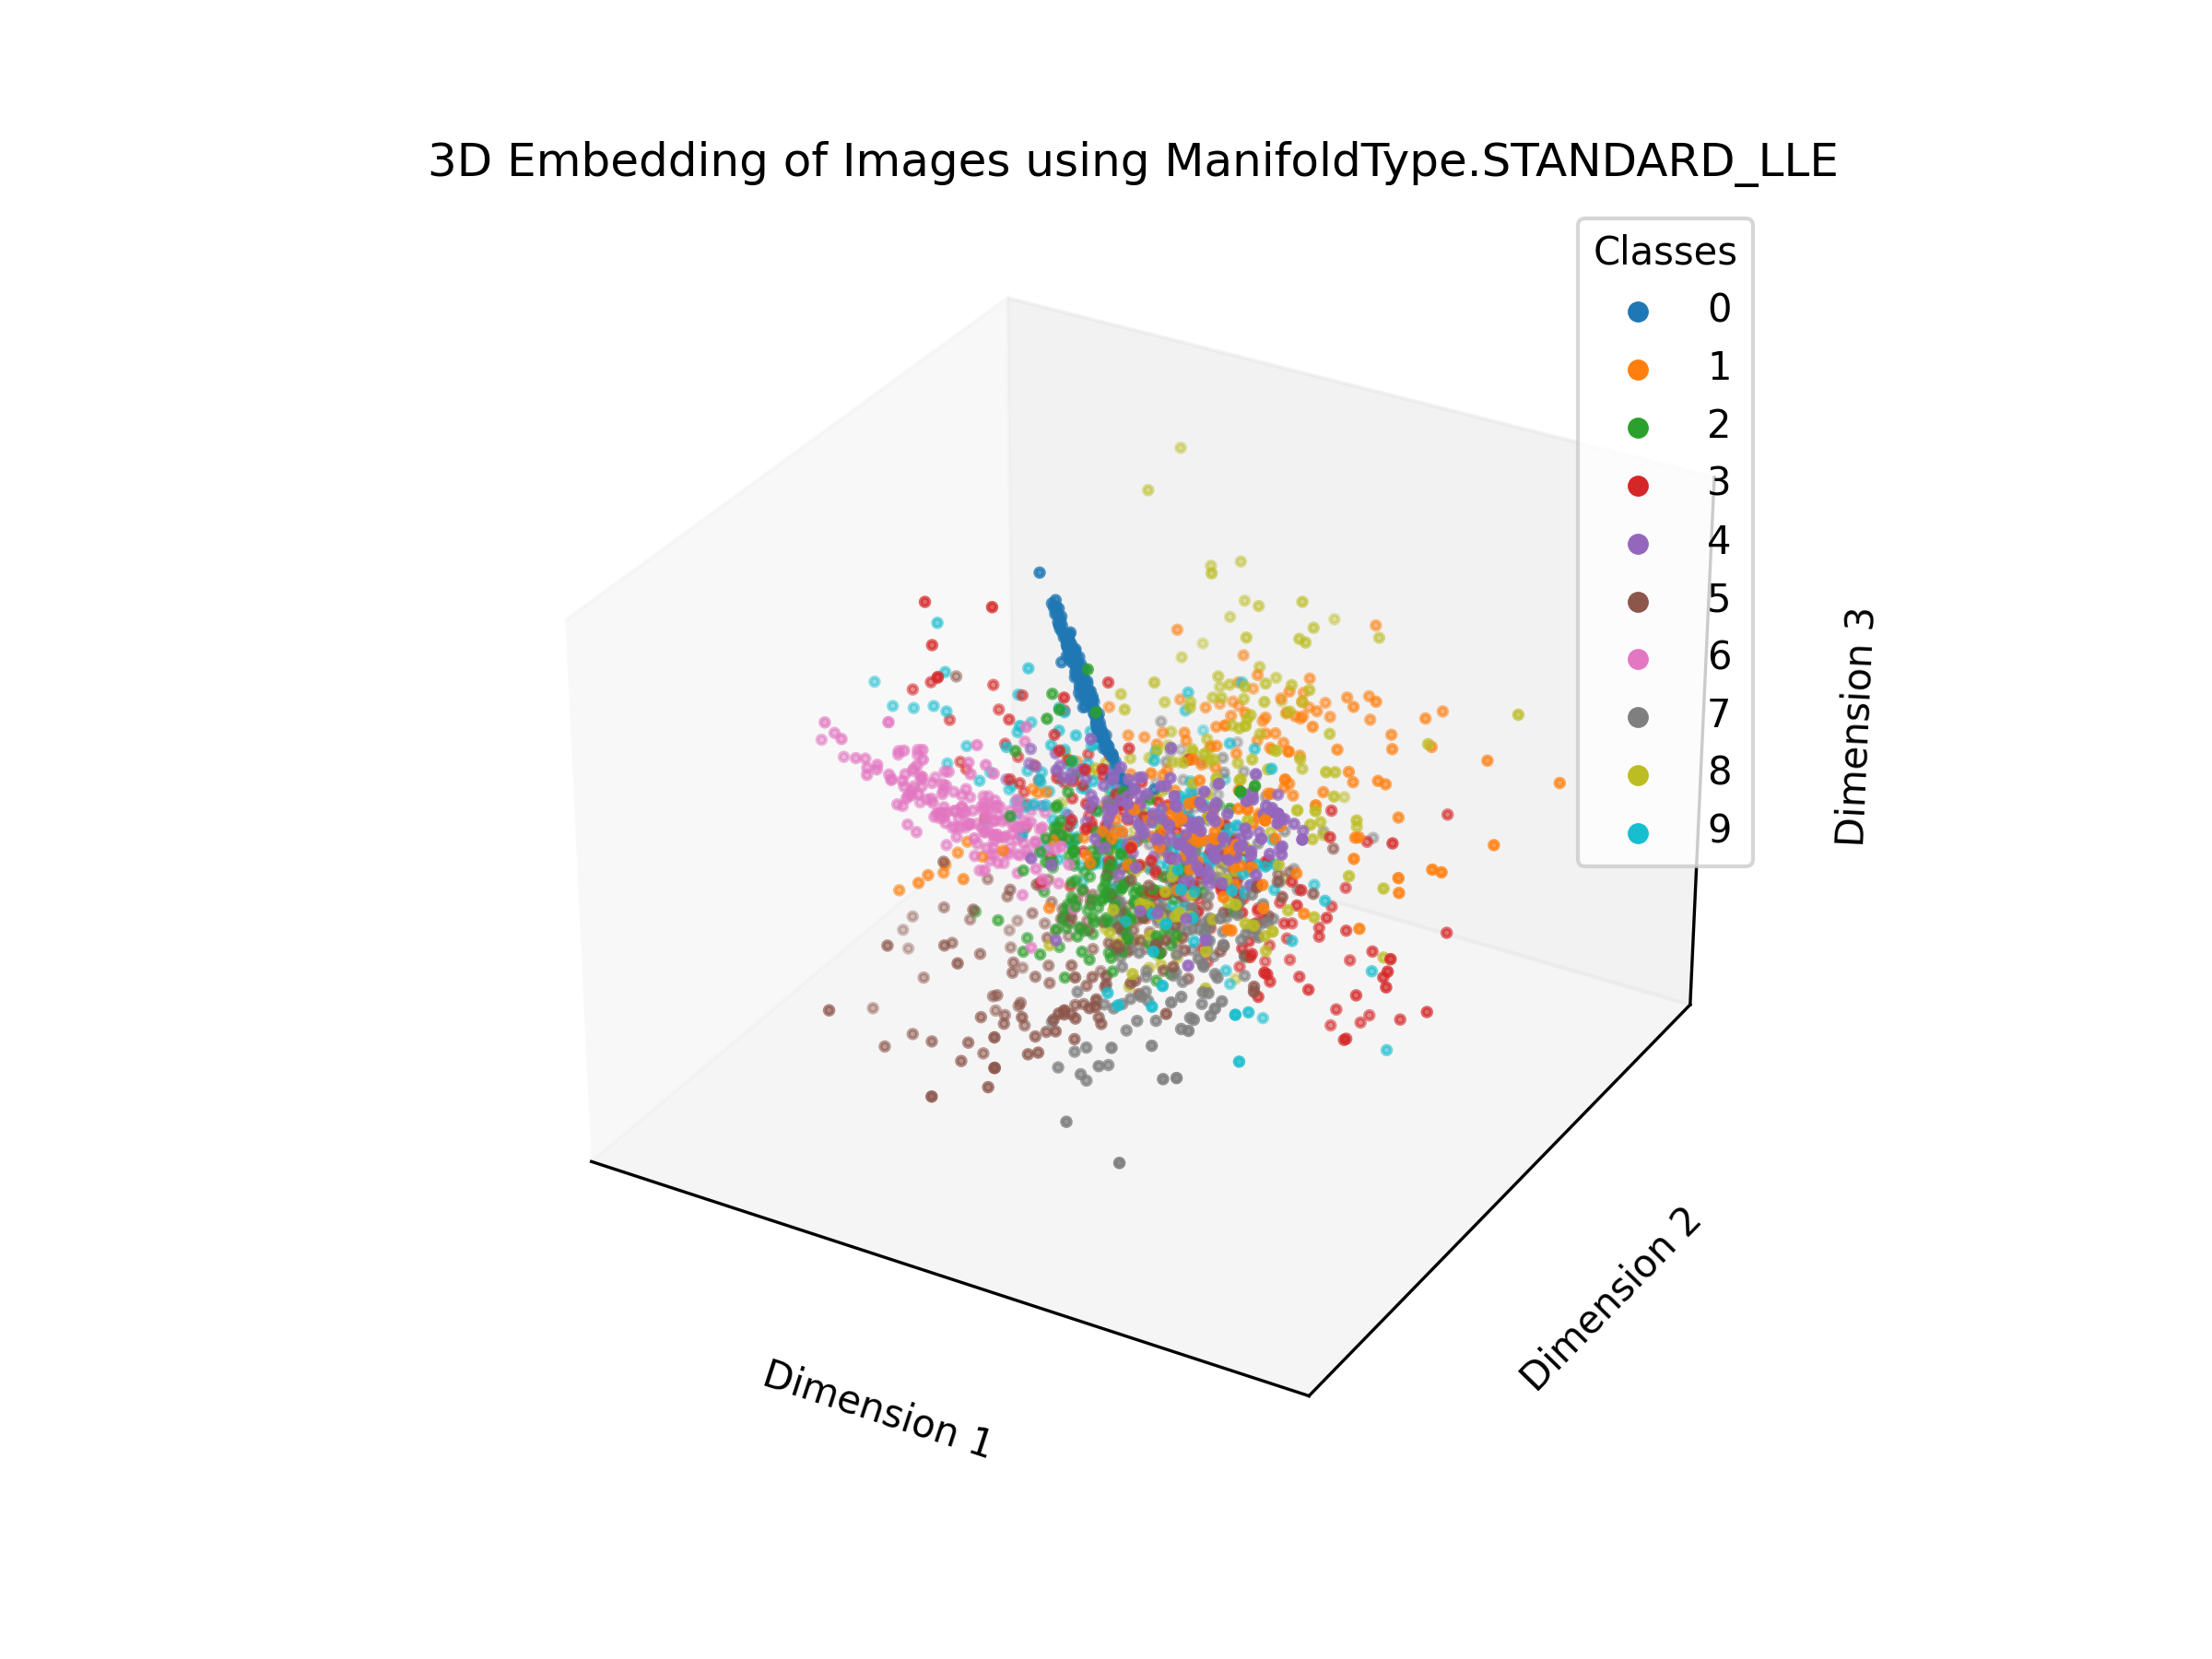 3D Embedding of Images using ManifoldType.STANDARD_LLE
Classes
0
1
2
3
4
5
6
7
8
9
Dimension 3
Dimension 2
Dimension 1